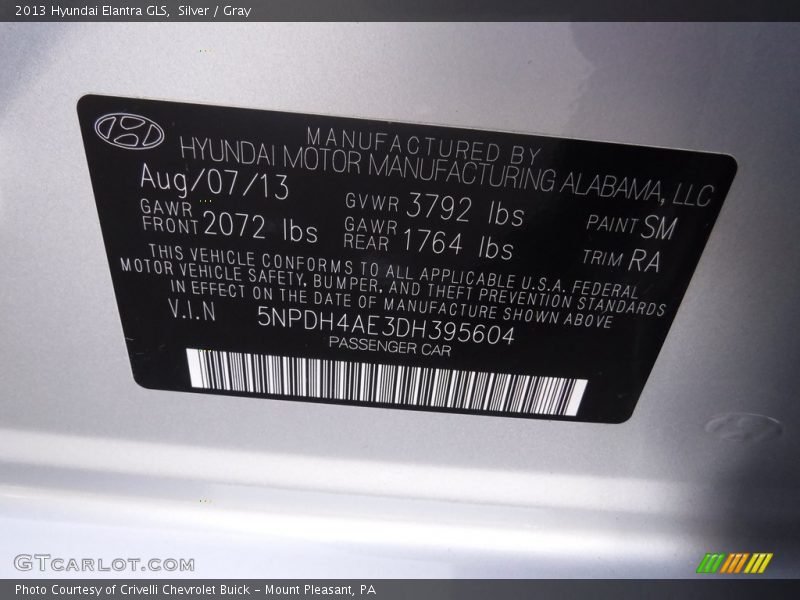 2013 Hyundai Elantra GLS,  Silver / Gray
MANUFACTURED BY
HYUNDAI MOTOR MANUFACTURING ALABAMA, LLC
Aug/07/13
GVWR 3792 lbs
PAINT SM
GAWR FRONT 2072 lbs
GAWR REAR 1764 lbs
TRIM RA
THIS VEHICLE CONFORMS TO ALL APPLICABLE U.S.A. FEDERAL
MOTOR VEHICLE SAFETY, BUMPER, AND THEFT PREVENTION STANDARDS
IN EFFECT ON THE DATE OF MANUFACTURE SHOWN ABOVE
V.I.N 5NPDH4AE3DH395604
PASSENGER CAR
GTCARLOT.COM
Photo Courtesy of Crivelli Chevrolet Buick - Mount Pleasant, PA